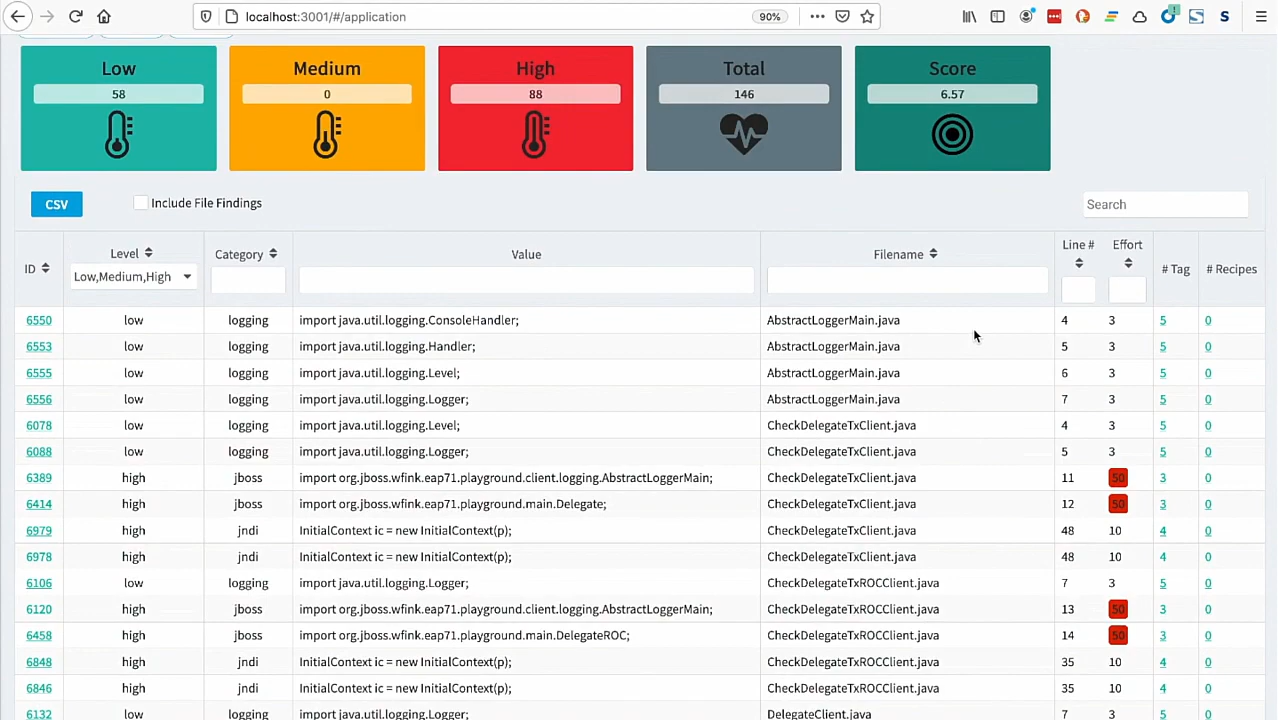 localhost:3001/#/application
90%
Low
58
Medium
0
High
88
Total
146
Score
6.57
CSV
Include File Findings
Search
ID
Level
Low,Medium,High
Category
Value
Filename
Line #
Effort
# Tag
# Recipes
6550 low logging import java.util.logging.ConsoleHandler; AbstractLoggerMain.java 4 3 5 0
6553 low logging import java.util.logging.Handler; AbstractLoggerMain.java 5 3 5 0
6555 low logging import java.util.logging.Level; AbstractLoggerMain.java 6 3 5 0
6556 low logging import java.util.logging.Logger; AbstractLoggerMain.java 7 3 5 0
6078 low logging import java.util.logging.Level; CheckDelegateTxClient.java 4 3 5 0
6088 low logging import java.util.logging.Logger; CheckDelegateTxClient.java 5 3 5 0
6389 high jboss import org.jboss.wfink.eap71.playground.client.logging.AbstractLoggerMain; CheckDelegateTxClient.java 11 50 3 0
6414 high jboss import org.jboss.wfink.eap71.playground.main.Delegate; CheckDelegateTxClient.java 12 50 3 0
6979 high jndi InitialContext ic = new InitialContext(p); CheckDelegateTxClient.java 48 10 4 0
6978 high jndi InitialContext ic = new InitialContext(p); CheckDelegateTxClient.java 48 10 4 0
6106 low logging import java.util.logging.Logger; CheckDelegateTxROCClient.java 7 3 5 0
6120 high jboss import org.jboss.wfink.eap71.playground.client.logging.AbstractLoggerMain; CheckDelegateTxROCClient.java 13 50 3 0
6458 high jboss import org.jboss.wfink.eap71.playground.main.DelegateROC; CheckDelegateTxROCClient.java 14 50 3 0
6848 high jndi InitialContext ic = new InitialContext(p); CheckDelegateTxROCClient.java 35 10 4 0
6846 high jndi InitialContext ic = new InitialContext(p); CheckDelegateTxROCClient.java 35 10 4 0
6132 low logging import java.util.logging.Logger; DelegateClient.java 7 3 5 0